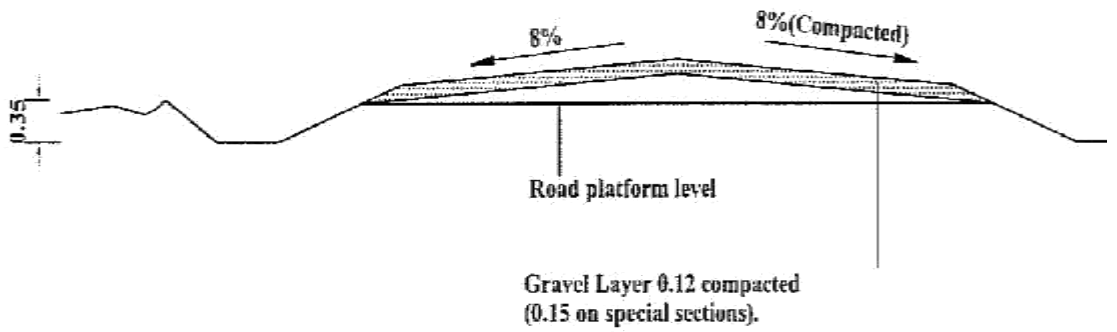 8%
8%(Compacted)
0.35
Road platform level
Gravel Layer 0.12 compacted
(0.15 on special sections).